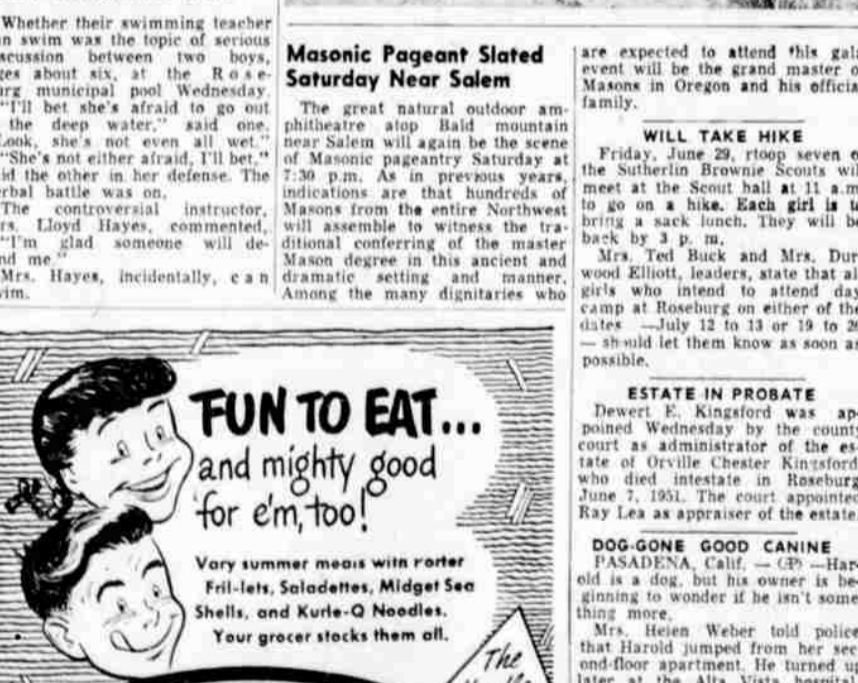 Whether their swimming teacher
n swim was the topic of serious
scussion between two boys,
ges about six, at the Rose-
urg municipal pool Wednesday.
"I'll bet she's afraid to go out
the deep water," said one.
Look, she's not even all wet."
"She's not either afraid, I'll bet,"
id the other in her defense. The
rbal battle was on.
The controversial instructor,
rs. Lloyd Hayes, commented,
"I'm glad someone will de-
nd me."
Mrs. Hayes, incidentally, can
vim.
Masonic Pageant Slated
Saturday Near Salem
The great natural outdoor am-
phitheatre atop Bald mountain
near Salem will again be the scene
of Masonic pageantry Saturday at
7:30 p.m. As in previous years,
indications are that hundreds of
Masons from the entire Northwest
will assemble to witness the tra-
ditional conferring of the master
Mason degree in this ancient and
dramatic setting and manner.
Among the many dignitaries who
are expected to attend this gala
event will be the grand master o
Masons in Oregon and his officia
family.
WILL TAKE HIKE
Friday, June 29, rtoop seven o
the Sutherlin Brownie Scouts wil
meet at the Scout hall at 11 a.m
to go on a hike. Each girl is to
bring a sack lunch. They will be
back by 3 p. m.
Mrs. Ted Buck and Mrs. Dur-
wood Elliott, leaders, state that al
girls who intend to attend day
camp at Roseburg on either of the
dates —July 12 to 13 or 19 to 20
— should let them know as soon as
possible.
ESTATE IN PROBATE
Dewert E. Kingsford was ap-
poined Wednesday by the county
court as administrator of the es-
tate of Orville Chester Kingsford
who died intestate in Roseburg
June 7, 1951. The court appointed
Ray Lea as appraiser of the estate.
DOG-GONE GOOD CANINE
PASADENA, Calif. — (AP) —Har-
old is a dog, but his owner is be-
ginning to wonder if he isn't some-
thing more.
Mrs. Helen Weber told police
that Harold jumped from her sec-
ond-floor apartment. He turned up
later at the Alta Vista hospital
FUN TO EAT...
and mighty good
for e'm, too!
Vary summer meals with Porter
Fril-lets, Saladettes, Midget Sea
Shells, and Kurle-Q Noodles.
Your grocer stocks them all.
The